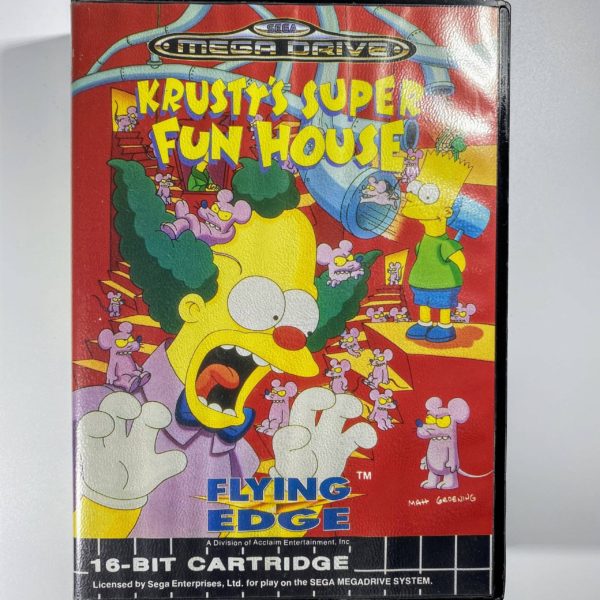 SEGA
MEGA DRIVE
KRUSTY'S SUPER
FUN HOUSE
TM
MATT GROENING
TM
FLYING
EDGE
A Division of Acclaim Entertainment, Inc
16-BIT CARTRIDGE
Licensed by Sega Enterprises, Ltd. for play on the SEGA MEGADRIVE SYSTEM.